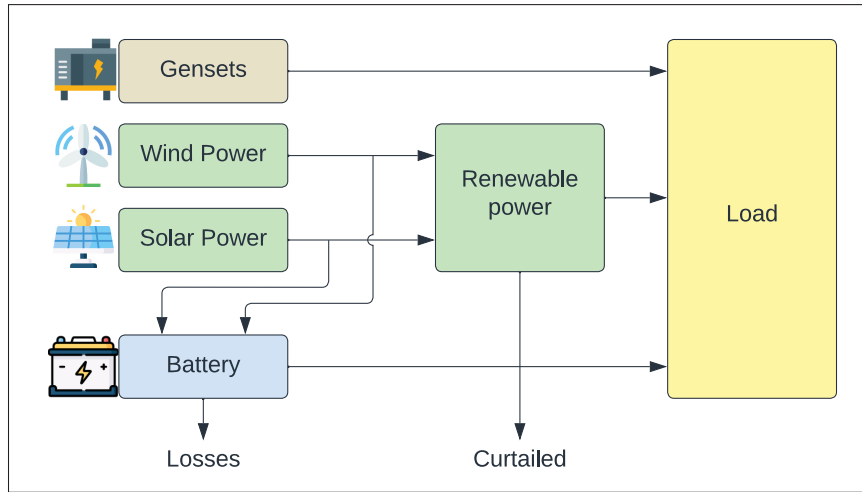 Gensets
Wind Power
Solar Power
Renewable
power
Load
Battery
Losses
Curtailed